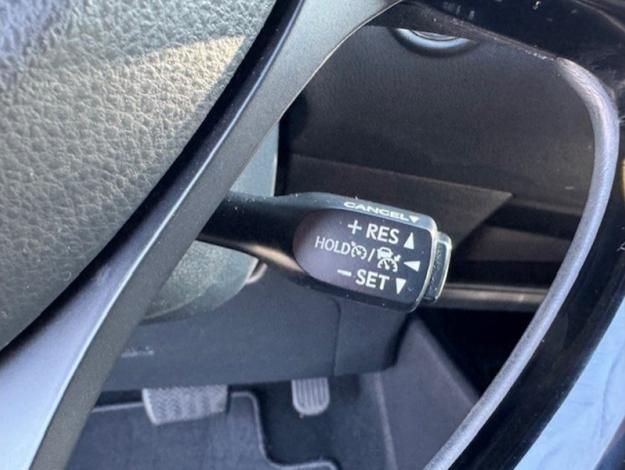 CANCEL▼
+ RES ▲
HOLD / ◄
− SET ▼